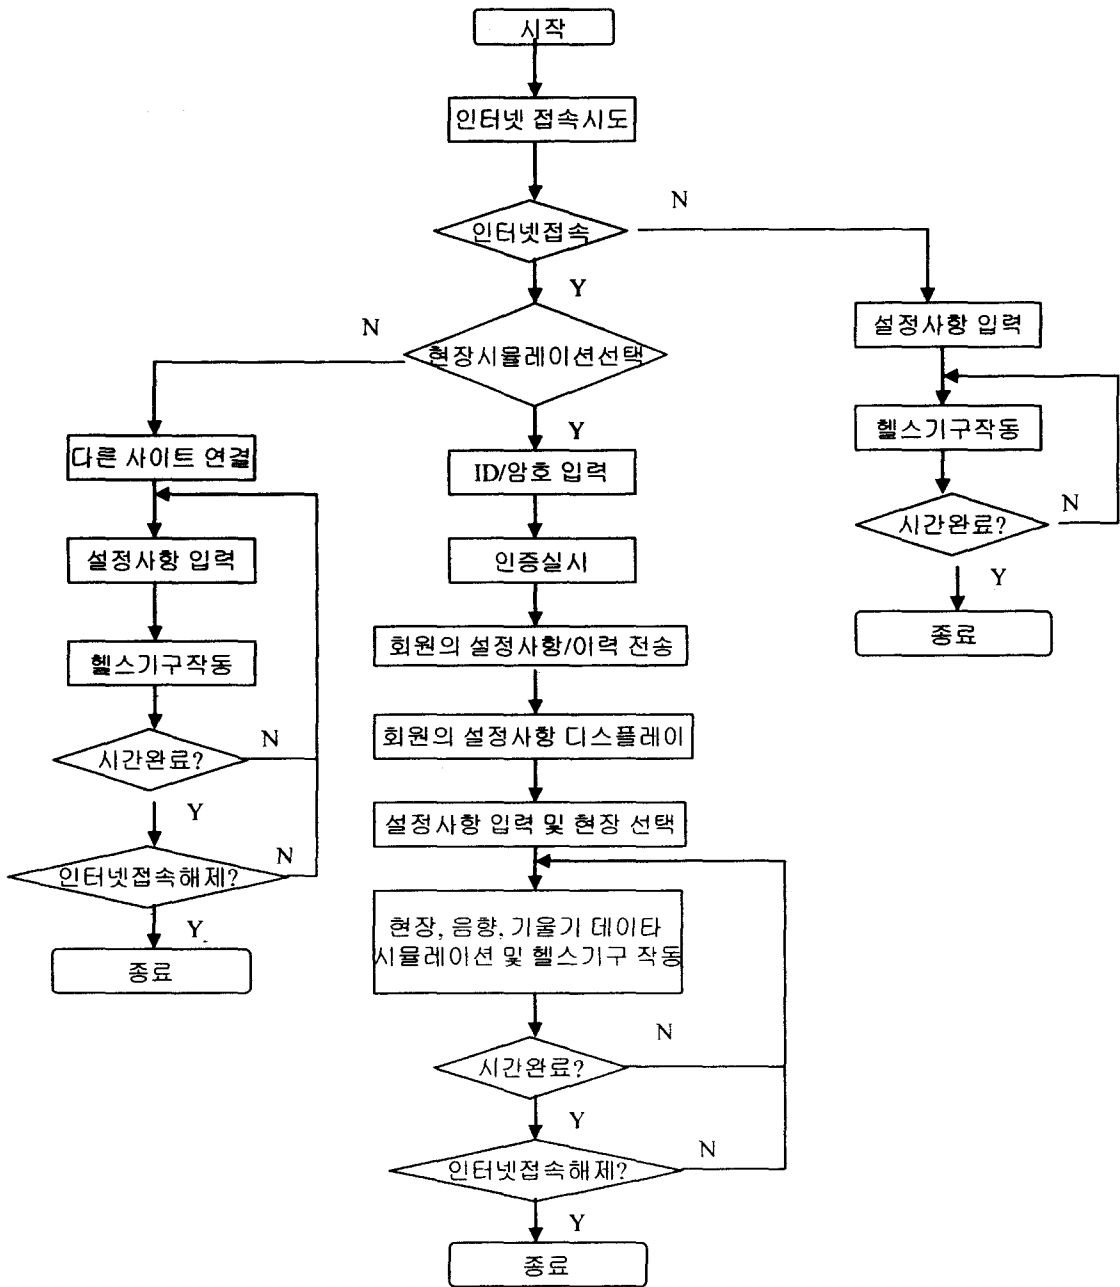 시작
인터넷 접속시도
인터넷접속
N
Y
현장시뮬레이션선택
N
Y
설정사항 입력
헬스기구작동
시간완료?
N
Y
종료
다른 사이트 연결
설정사항 입력
헬스기구작동
시간완료?
N
Y
인터넷접속해제?
N
Y
종료
ID/암호 입력
인증실시
회원의 설정사항/이력 전송
회원의 설정사항 디스플레이
설정사항 입력 및 현장 선택
현장, 음향, 기울기 데이타
시뮬레이션 및 헬스기구 작동
시간완료?
N
Y
인터넷접속해제?
N
Y
종료